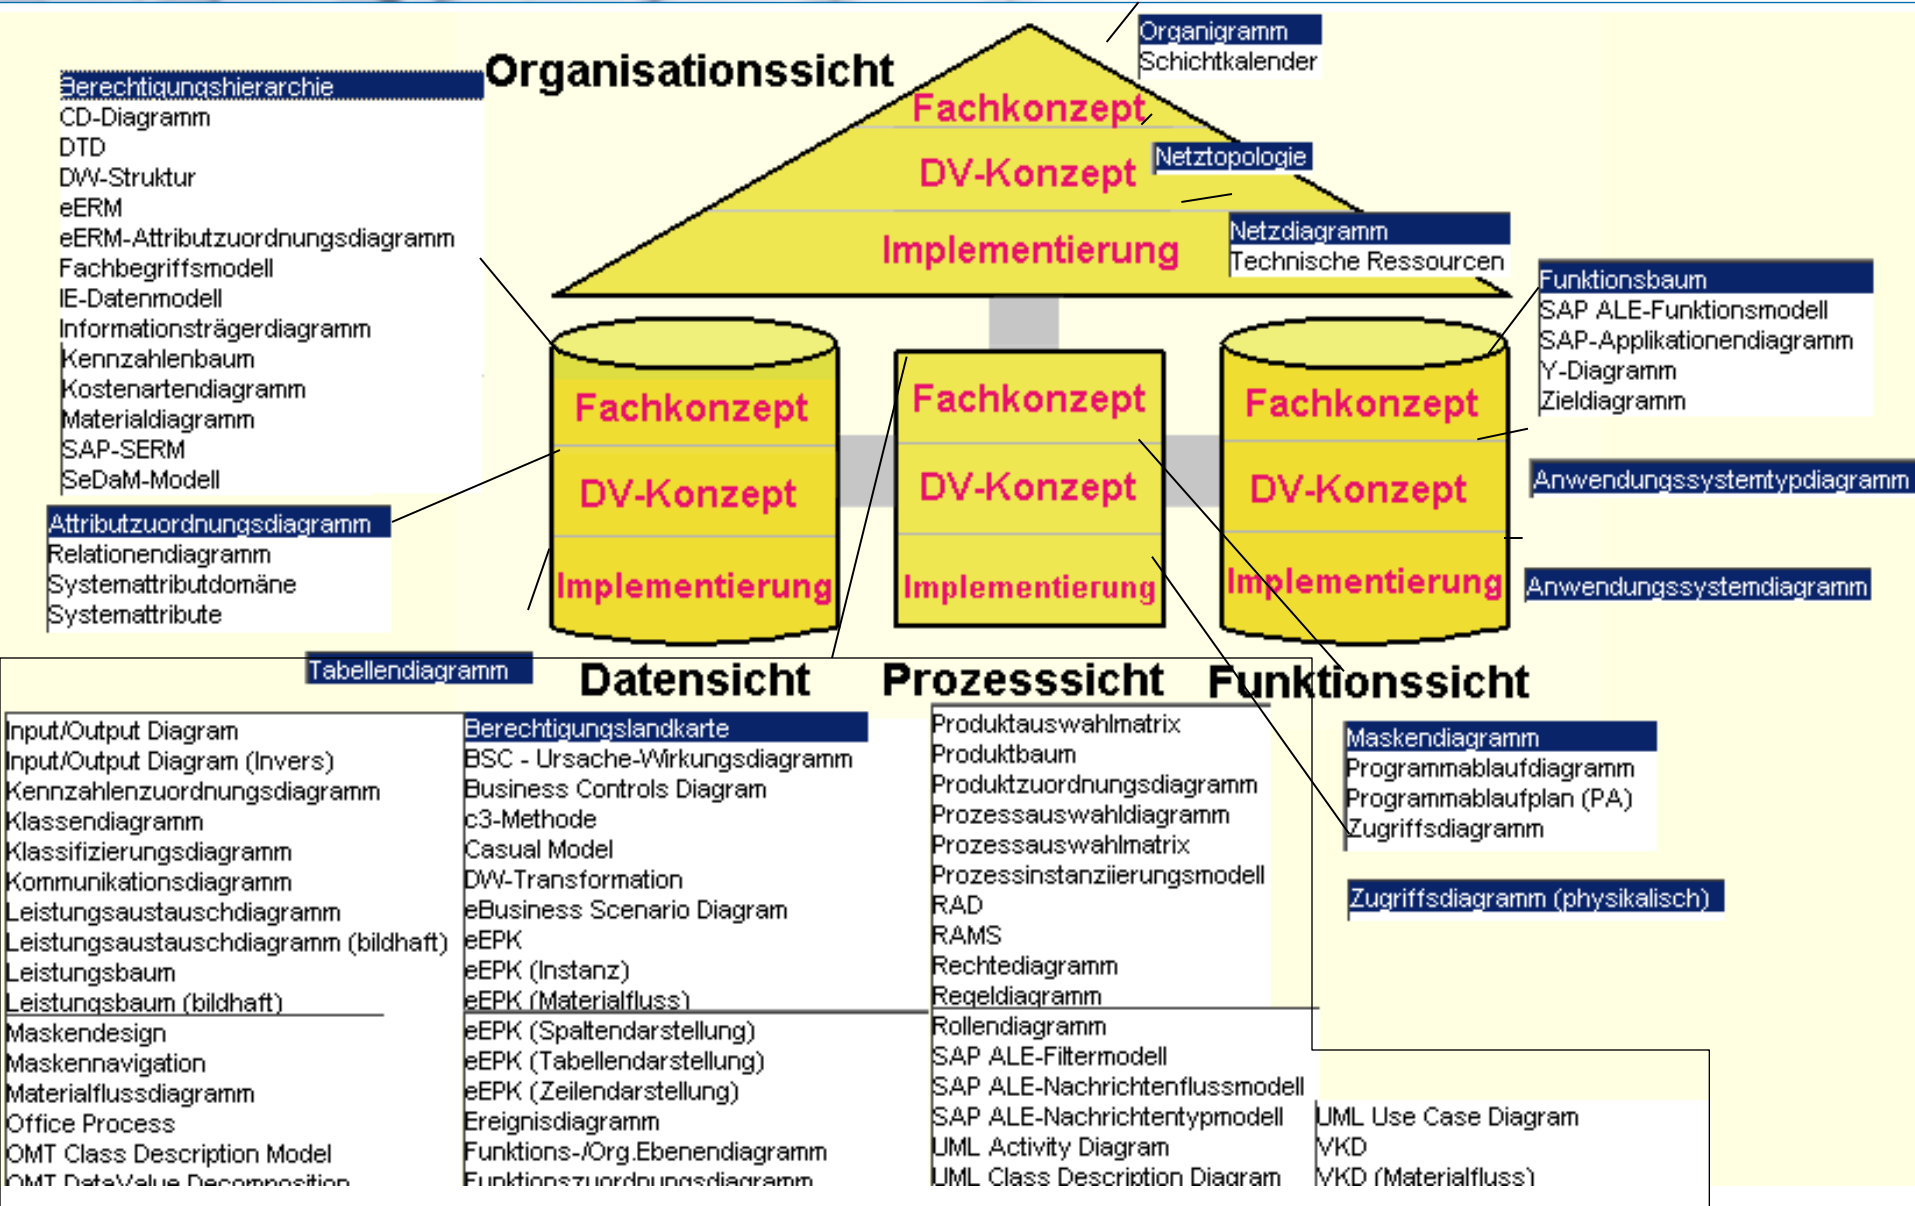 Organisationssicht
Organigramm
Schichtkalender
Fachkonzept
DV-Konzept
Implementierung
Netztopologie
Netzdiagramm
Technische Ressourcen
Berechtigungshierarchie
CD-Diagramm
DTD
DW-Struktur
eERM
eERM-Attributzuordnungsdiagramm
Fachbegriffsmodell
IE-Datenmodell
Informationsträgerdiagramm
Kennzahlenbaum
Kostenartendiagramm
Materialdiagramm
SAP-SERM
SeDaM-Modell
Attributzuordnungsdiagramm
Relationendiagramm
Systemattributdomäne
Systemattribute
Tabellendiagramm
Fachkonzept
DV-Konzept
Implementierung
Datensicht
Fachkonzept
DV-Konzept
Implementierung
Prozesssicht
Fachkonzept
DV-Konzept
Implementierung
Funktionssicht
Funktionsbaum
SAP ALE-Funktionsmodell
SAP-Applikationendiagramm
Y-Diagramm
Zieldiagramm
Anwendungssystemtypdiagramm
Anwendungssystemdiagramm
Input/Output Diagram
Input/Output Diagram (Invers)
Kennzahlenzuordnungsdiagramm
Klassendiagramm
Klassifizierungsdiagramm
Kommunikationsdiagramm
Leistungsaustauschdiagramm
Leistungsaustauschdiagramm (bildhaft)
Leistungsbaum
Leistungsbaum (bildhaft)
Maskendesign
Maskennavigation
Materialflussdiagramm
Office Process
OMT Class Description Model
OMT DataValue Decomposition
Berechtigungslandkarte
BSC - Ursache-Wirkungsdiagramm
Business Controls Diagram
c3-Methode
Casual Model
DW-Transformation
eBusiness Scenario Diagram
eEPK
eEPK (Instanz)
eEPK (Materialfluss)
eEPK (Spaltendarstellung)
eEPK (Tabellendarstellung)
eEPK (Zeilendarstellung)
Ereignisdiagramm
Funktions-/Org.Ebenendiagramm
Funktionszuordnungsdiagramm
Produktauswahlmatrix
Produktbaum
Produktzuordnungsdiagramm
Prozessauswahldiagramm
Prozessauswahlmatrix
Prozessinstanziierungsmodell
RAD
RAMS
Rechtediagramm
Regeldiagramm
Rollendiagramm
SAP ALE-Filtermodell
SAP ALE-Nachrichtenflussmodell
SAP ALE-Nachrichtentypmodell
UML Activity Diagram
UML Class Description Diagram
UML Use Case Diagram
VKD
VKD (Materialfluss)
Maskendiagramm
Programmablaufdiagramm
Programmablaufplan (PA)
Zugriffsdiagramm
Zugriffsdiagramm (physikalisch)